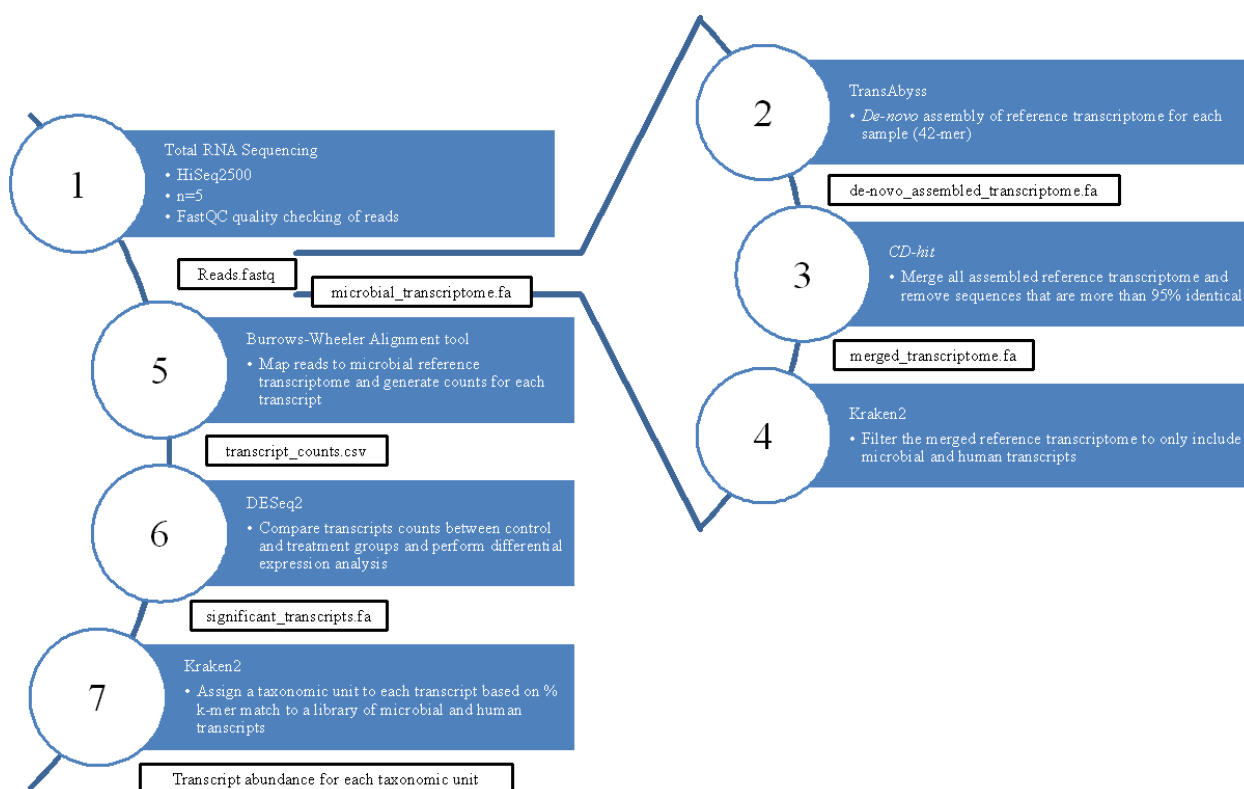 1
Total RNA Sequencing
• HiSeq2500
• n=5
• FastQC quality checking of reads
Reads.fastq
2
TransAbyss
• De-novo assembly of reference transcriptome for each
sample (42-mer)
de-novo_assembled_transcriptome.fa
3
CD-hit
• Merge all assembled reference transcriptome and
remove sequences that are more than 95% identical
merged_transcriptome.fa
4
Kraken2
• Filter the merged reference transcriptome to only include
microbial and human transcripts
microbial_transcriptome.fa
5
Burrows-Wheeler Alignment tool
• Map reads to microbial reference
transcriptome and generate counts for each
transcript
transcript_counts.csv
6
DESeq2
• Compare transcripts counts between control
and treatment groups and perform differential
expression analysis
significant_transcripts.fa
7
Kraken2
• Assign a taxonomic unit to each transcript based on %
k-mer match to a library of microbial and human
transcripts
Transcript abundance for each taxonomic unit